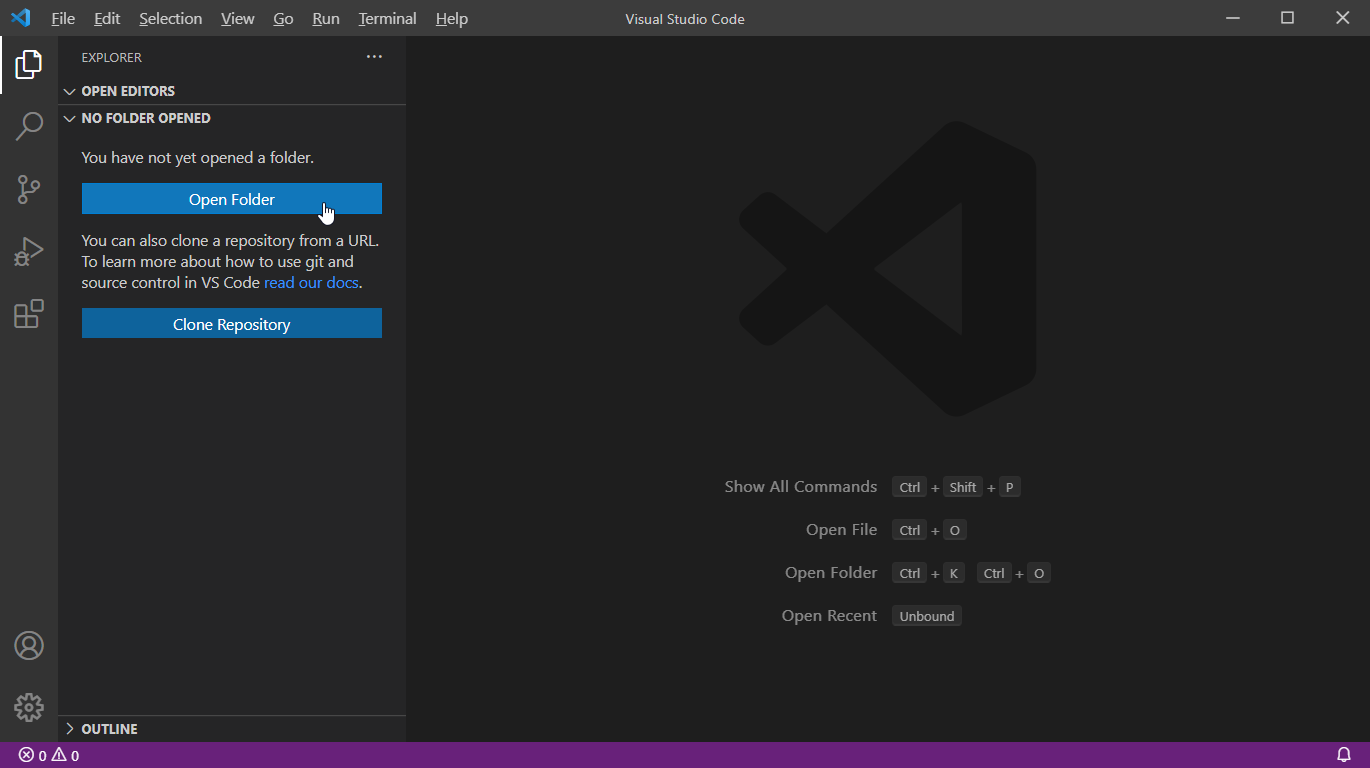 File Edit Selection View Go Run Terminal Help Visual Studio Code
EXPLORER
OPEN EDITORS
NO FOLDER OPENED
You have not yet opened a folder.
Open Folder
You can also clone a repository from a URL.
To learn more about how to use git and
source control in VS Code read our docs.
Clone Repository
Show All Commands Ctrl + Shift + P
Open File Ctrl + O
Open Folder Ctrl + K Ctrl + O
Open Recent Unbound
OUTLINE
0 0